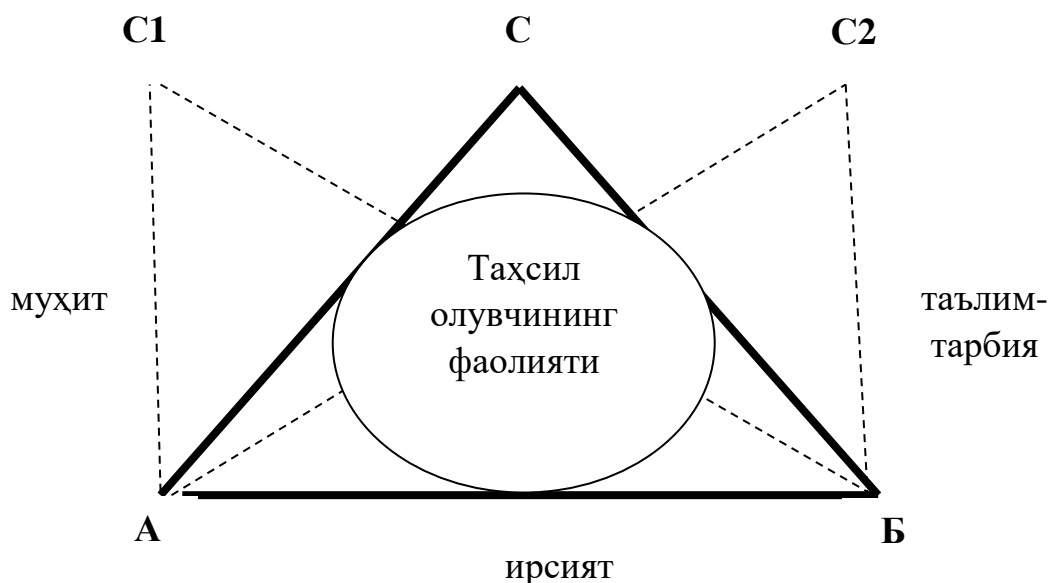 С1
С
С2
муҳит
Таҳсил
олувчининг
фаолияти
таълим-
тарбия
А
Б
ирсият